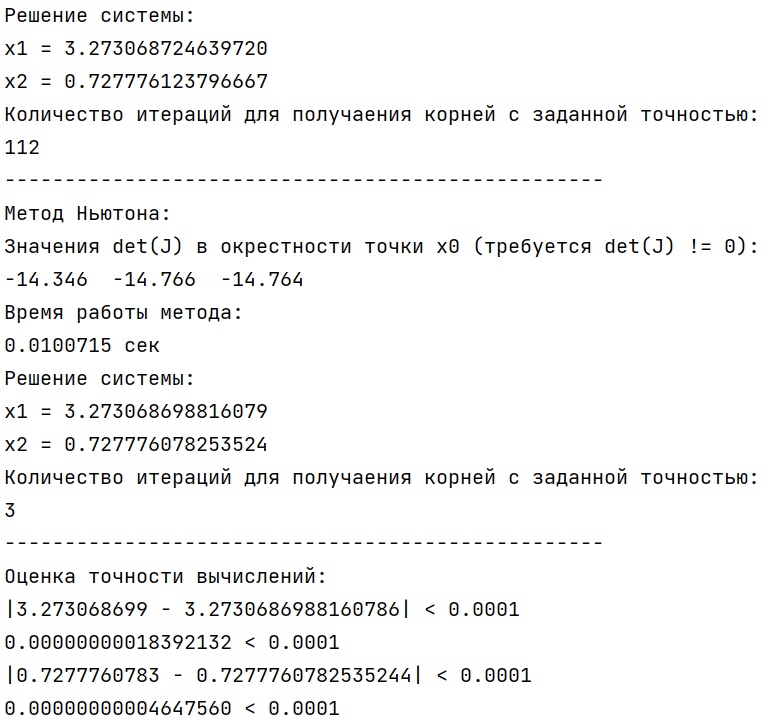 Решение системы:
x1 = 3.273068724639720
x2 = 0.727776123796667
Количество итераций для получаения корней с заданной точностью:
112
--------------------------------------------------
Метод Ньютона:
Значения det(J) в окрестности точки x0 (требуется det(J) != 0):
-14.346  -14.766  -14.764
Время работы метода:
0.0100715 сек
Решение системы:
x1 = 3.273068698816079
x2 = 0.727776078253524
Количество итераций для получаения корней с заданной точностью:
3
--------------------------------------------------
Оценка точности вычислений:
|3.273068699 - 3.2730686988160786| < 0.0001
0.00000000018392132 < 0.0001
|0.7277760783 - 0.7277760782535244| < 0.0001
0.00000000004647560 < 0.0001